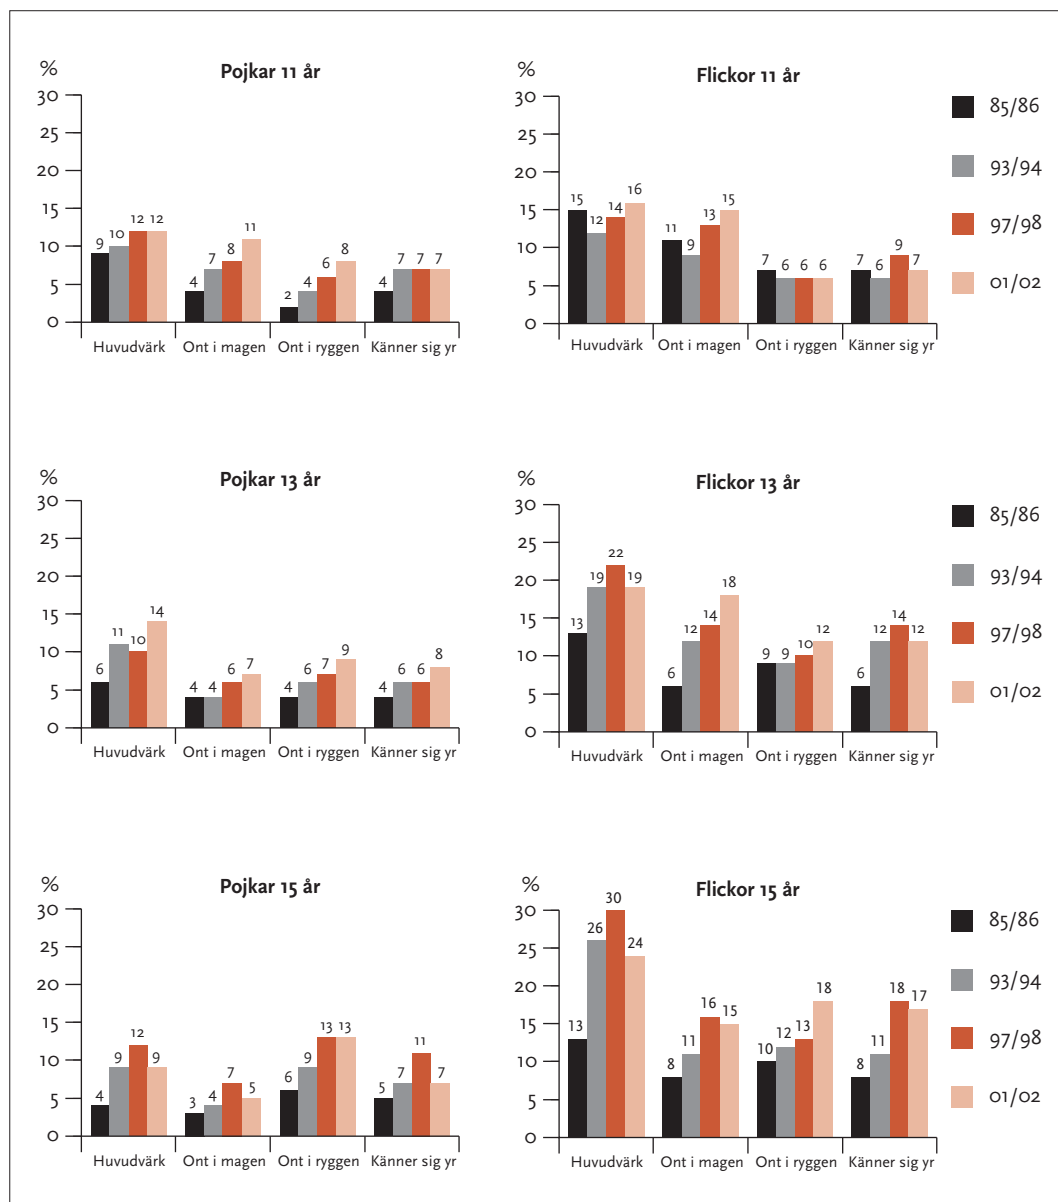 Pojkar 11 år
%
30
25
20
15
10
5
0
9 10 12 12
4 7 8 11
2 4 6 8
4 7 7 7
Huvudvärk Ont i magen Ont i ryggen Känner sig yr
Flickor 11 år
%
30
25
20
15
10
5
0
15 12 14 16
11 9 13 15
7 6 6 6
7 6 9 7
Huvudvärk Ont i magen Ont i ryggen Känner sig yr
85/86
93/94
97/98
01/02
Pojkar 13 år
%
30
25
20
15
10
5
0
6 11 10 14
4 4 6 7
4 6 7 9
4 6 6 8
Huvudvärk Ont i magen Ont i ryggen Känner sig yr
Flickor 13 år
%
30
25
20
15
10
5
0
13 19 22 19
6 12 14 18
9 9 10 12
6 12 14 12
Huvudvärk Ont i magen Ont i ryggen Känner sig yr
85/86
93/94
97/98
01/02
Pojkar 15 år
%
30
25
20
15
10
5
0
4 9 12 9
3 4 7 5
6 9 13 13
5 7 11 7
Huvudvärk Ont i magen Ont i ryggen Känner sig yr
Flickor 15 år
%
30
25
20
15
10
5
0
13 26 30 24
8 11 16 15
10 12 13 18
8 11 18 17
Huvudvärk Ont i magen Ont i ryggen Känner sig yr
85/86
93/94
97/98
01/02